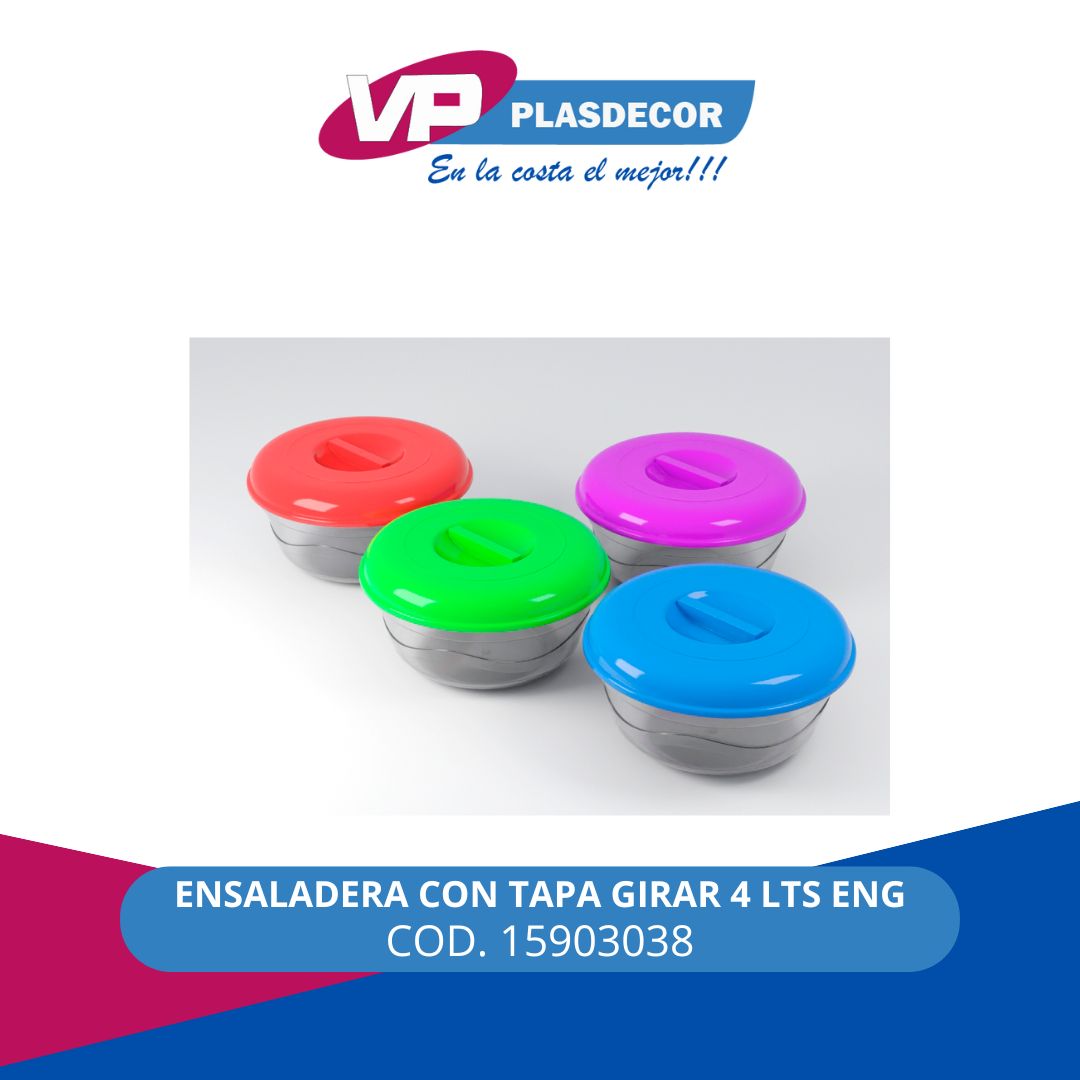 VP PLASDECOR
En la costa el mejor!!!
ENSALADERA CON TAPA GIRAR 4 LTS ENG
COD. 15903038